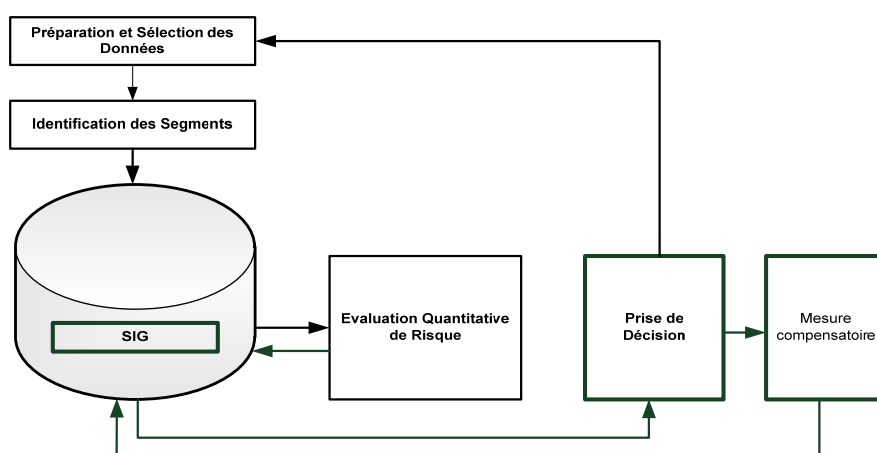 Préparation et Sélection des
Données
Identification des Segments
SIG
Evaluation Quantitative
de Risque
Prise de
Décision
Mesure
compensatoire